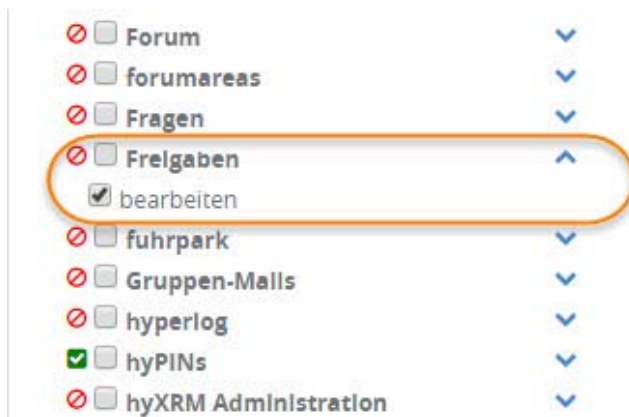 Forum
forumareas
Fragen
Freigaben
bearbeiten
fuhrpark
Gruppen-Mails
hyperlog
hyPINs
hyXRM Administration